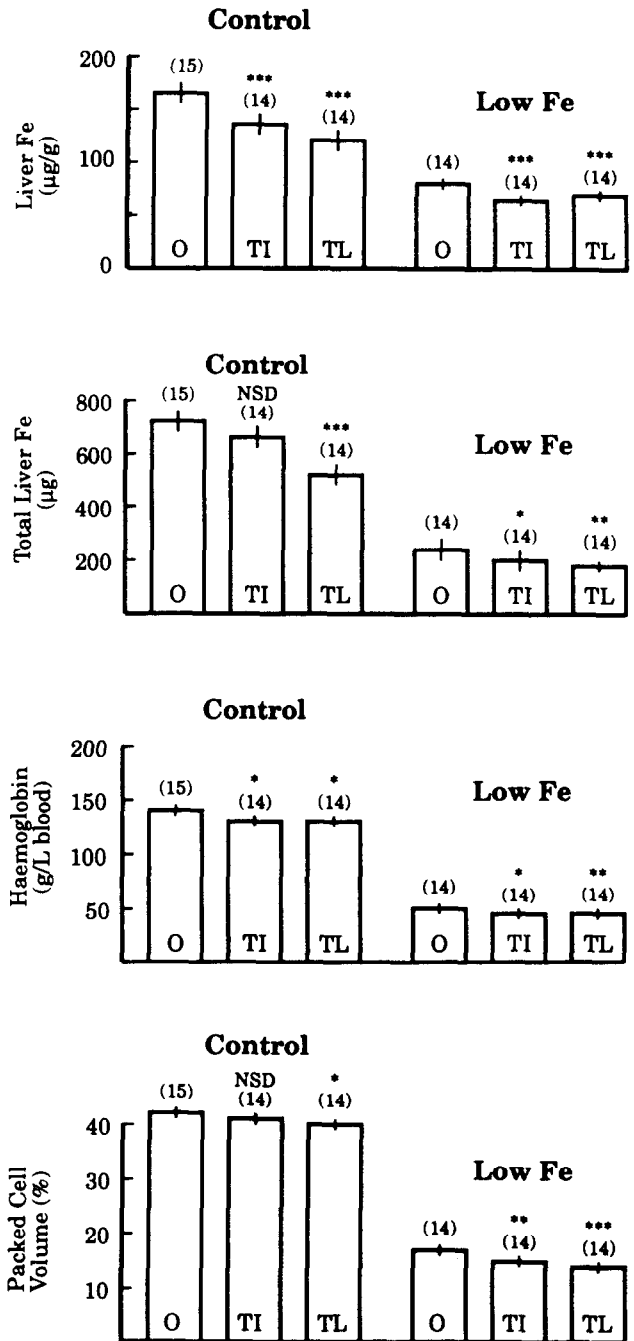 Control
200
(15)
***
(14)
***
(14)
Low Fe
(14)
***
(14)
***
(14)
100
0
Liver Fe
(µg/g)
O
TI
TL
O
TI
TL
Control
800
(15)
NSD
(14)
***
(14)
Low Fe
600
400
200
(14)
*
(14)
**
(14)
Total Liver Fe
(µg)
O
TI
TL
O
TI
TL
Control
200
(15)
*
(14)
*
(14)
Low Fe
150
100
50
(14)
*
(14)
**
(14)
Haemoglobin
(g/L blood)
O
TI
TL
O
TI
TL
Control
(15)
NSD
(14)
*
(14)
Low Fe
40
30
20
10
(14)
**
(14)
***
(14)
Packed Cell
Volume (%)
O
TI
TL
O
TI
TL